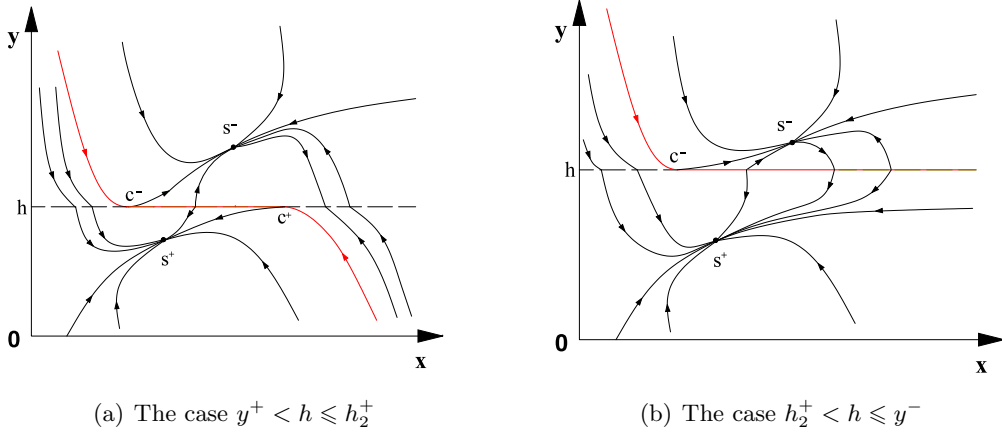 y
s⁻
c⁻
h
c⁺
s⁺
0
x
(a) The case y⁺ < h ⩽ h₂⁺
y
s⁻
c⁻
h
s⁺
0
x
(b) The case h₂⁺ < h ⩽ y⁻